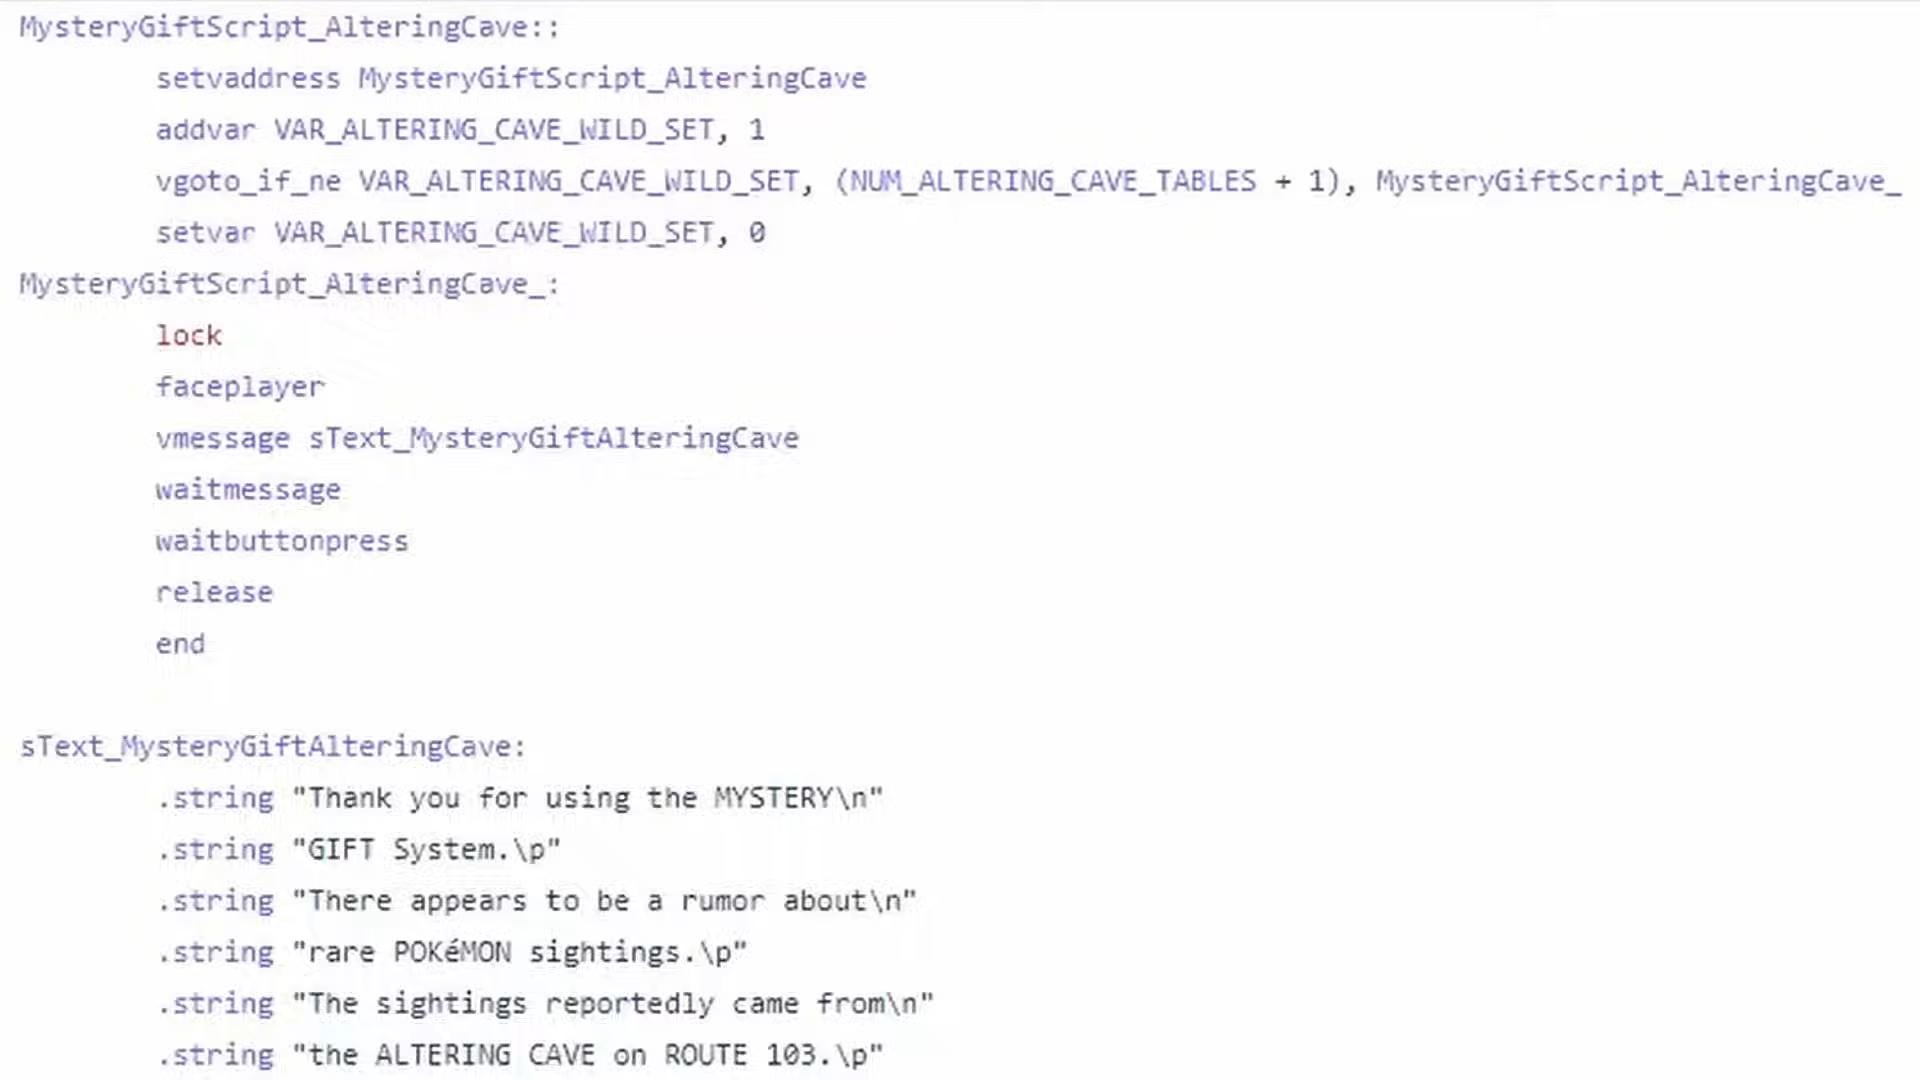 MysteryGiftScript_AlteringCave::
setvaddress MysteryGiftScript_AlteringCave
addvar VAR_ALTERING_CAVE_WILD_SET, 1
vgoto_if_ne VAR_ALTERING_CAVE_WILD_SET, (NUM_ALTERING_CAVE_TABLES + 1), MysteryGiftScript_AlteringCave_
setvar VAR_ALTERING_CAVE_WILD_SET, 0
MysteryGiftScript_AlteringCave_:
lock
faceplayer
vmessage sText_MysteryGiftAlteringCave
waitmessage
waitbuttonpress
release
end
sText_MysteryGiftAlteringCave:
.string "Thank you for using the MYSTERY\n"
.string "GIFT System.\p"
.string "There appears to be a rumor about\n"
.string "rare POKéMON sightings.\p"
.string "The sightings reportedly came from\n"
.string "the ALTERING CAVE on ROUTE 103.\p"